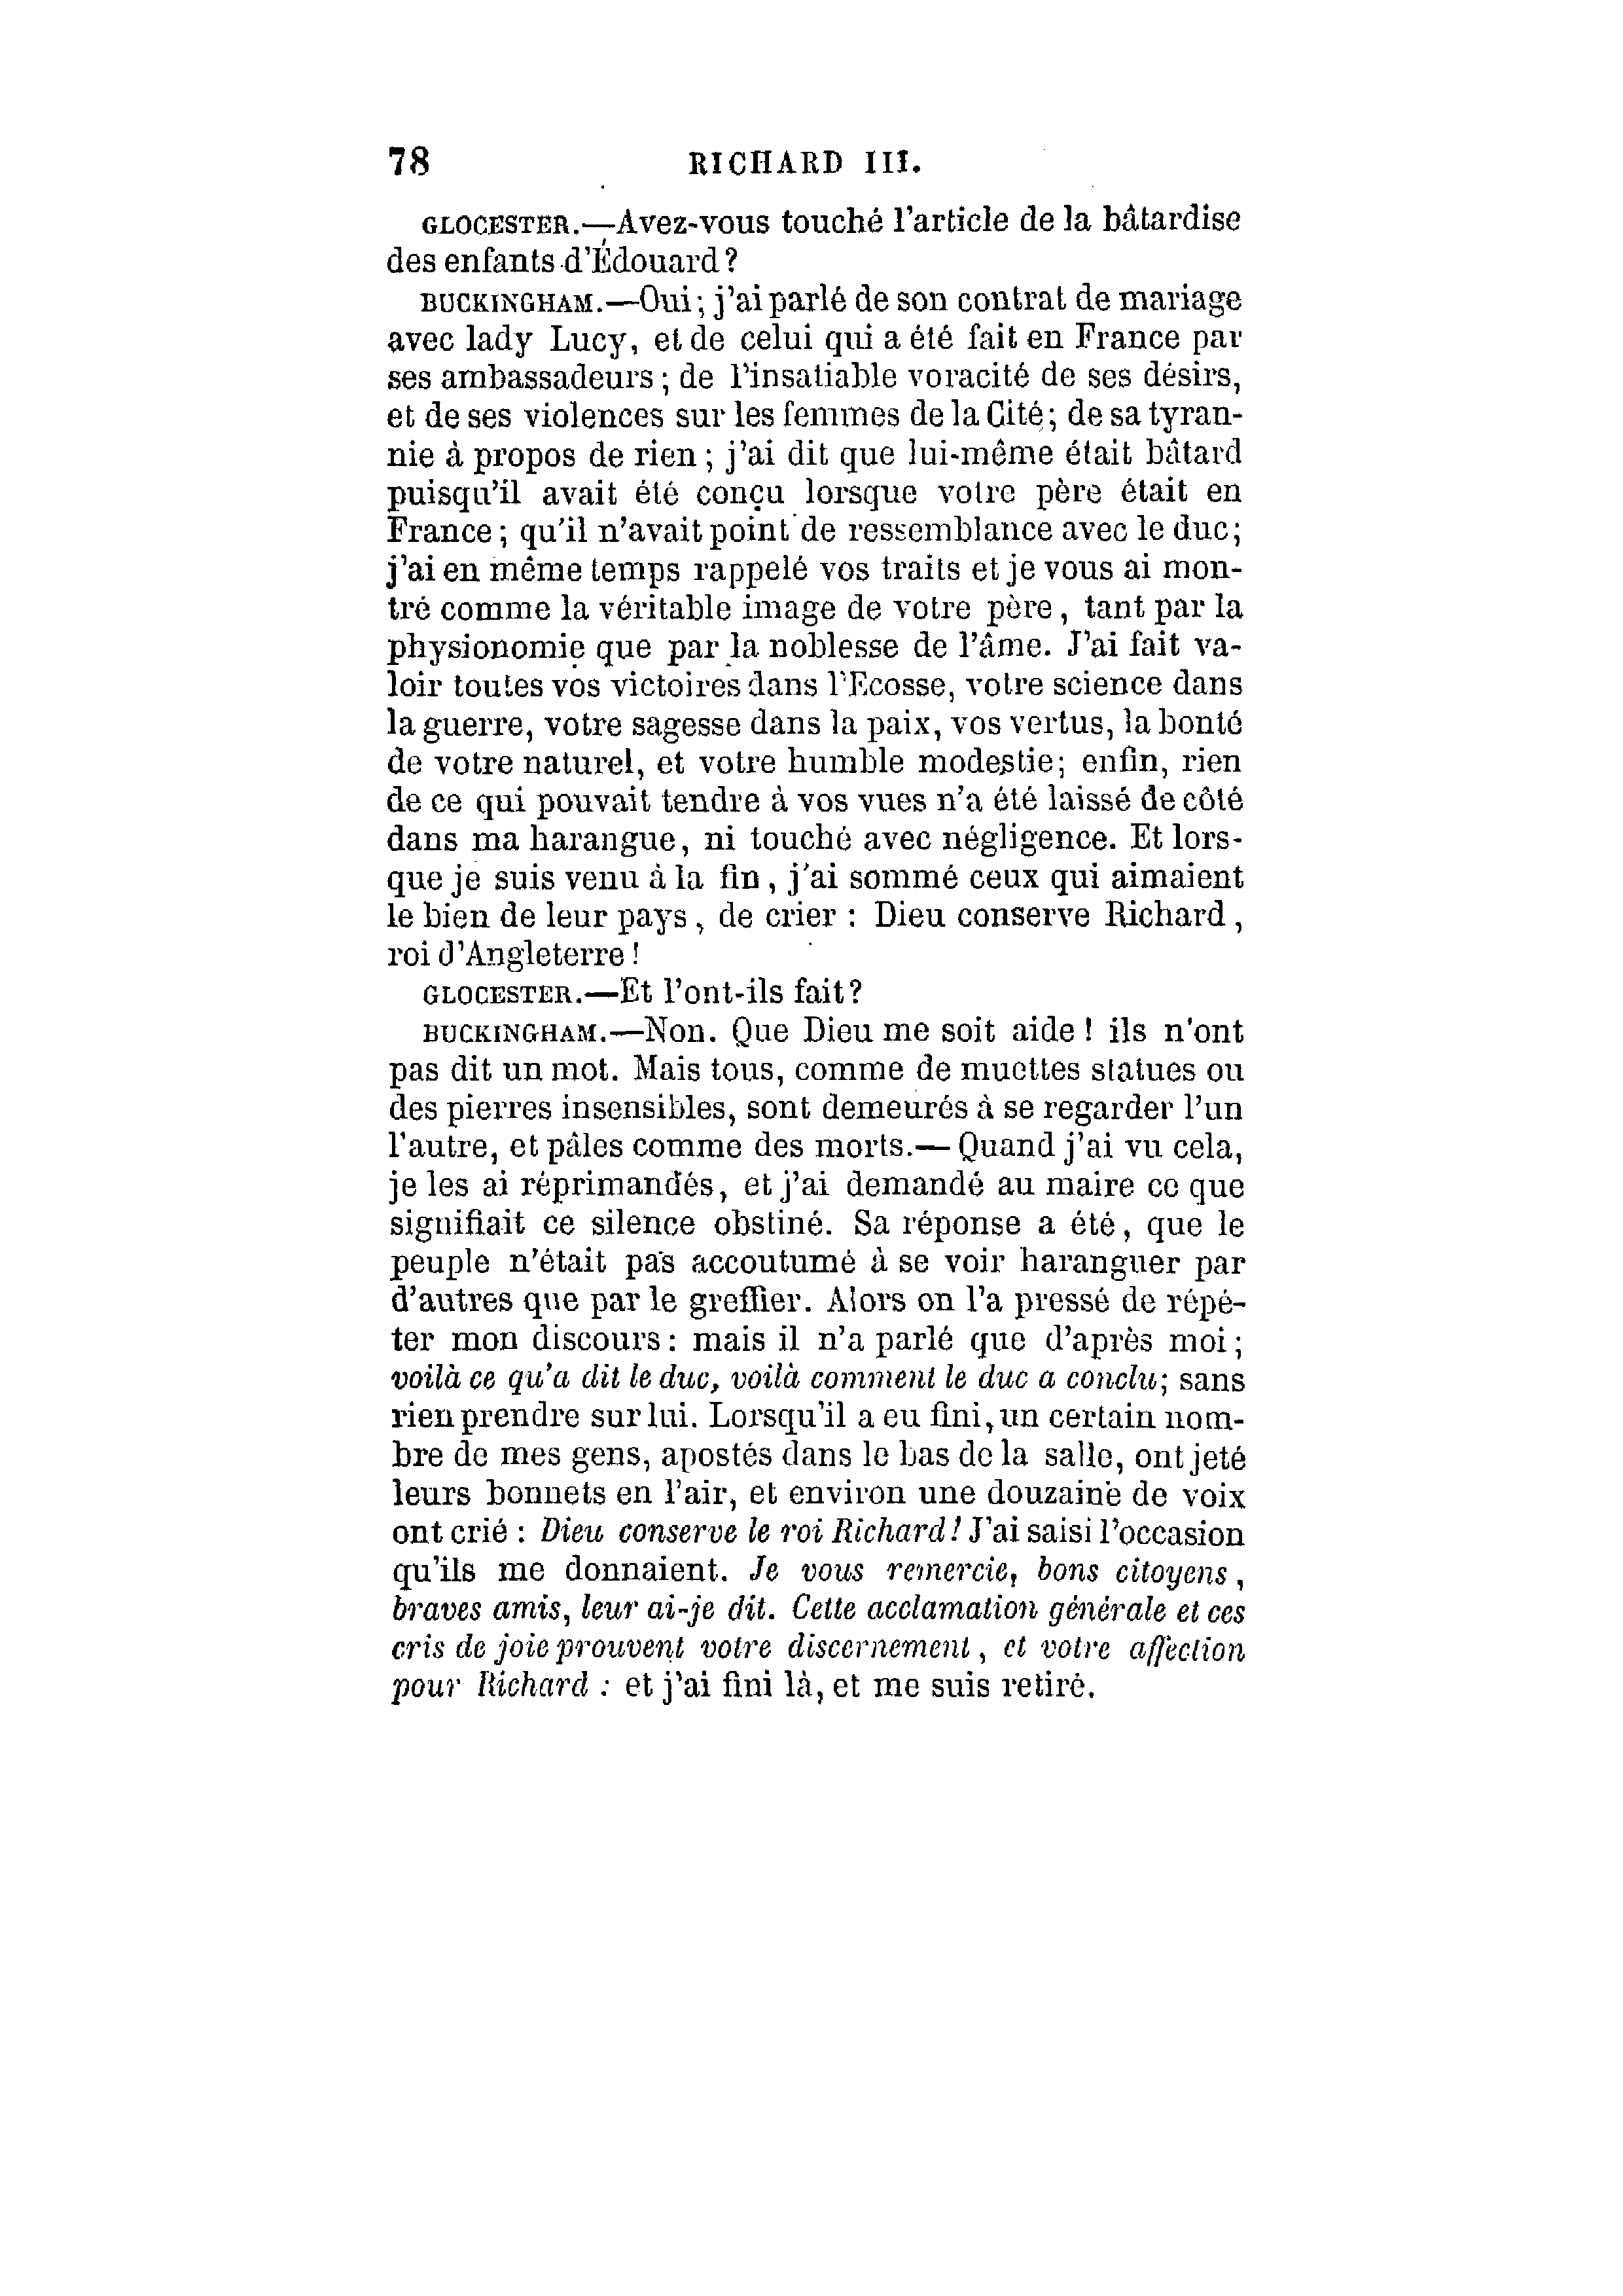 78 RICHARD III.
GLOCESTER.—Avez-vous touché l'article de la bâtardise
des enfants d'Édouard ?
BUCKINGHAM.—Oui ; j'ai parlé de son contrat de mariage
avec lady Lucy, et de celui qui a été fait en France par
ses ambassadeurs ; de l'insatiable voracité de ses désirs,
et de ses violences sur les femmes de la Cité ; de sa tyran-
nie à propos de rien ; j'ai dit que lui-même était bâtard
puisqu'il avait été conçu lorsque votre père était en
France ; qu'il n'avait point de ressemblance avec le duc ;
j'ai en même temps rappelé vos traits et je vous ai mon-
tré comme la véritable image de votre père, tant par la
physionomie que par la noblesse de l'âme. J'ai fait va-
loir toutes vos victoires dans l'Ecosse, votre science dans
la guerre, votre sagesse dans la paix, vos vertus, la bonté
de votre naturel, et votre humble modestie ; enfin, rien
de ce qui pouvait tendre à vos vues n'a été laissé de côté
dans ma harangue, ni touché avec négligence. Et lors-
que je suis venu à la fin, j'ai sommé ceux qui aimaient
le bien de leur pays, de crier : Dieu conserve Richard,
roi d'Angleterre !
GLOCESTER.—Et l'ont-ils fait ?
BUCKINGHAM.—Non. Que Dieu me soit aide ! ils n'ont
pas dit un mot. Mais tous, comme de muettes statues ou
des pierres insensibles, sont demeurés à se regarder l'un
l'autre, et pâles comme des morts.— Quand j'ai vu cela,
je les ai réprimandés, et j'ai demandé au maire ce que
signifiait ce silence obstiné. Sa réponse a été, que le
peuple n'était pas accoutumé à se voir haranguer par
d'autres que par le greffier. Alors on l'a pressé de répé-
ter mon discours : mais il n'a parlé que d'après moi ;
voilà ce qu'a dit le duc, voilà comment le duc a conclu ; sans
rien prendre sur lui. Lorsqu'il a eu fini, un certain nom-
bre de mes gens, apostés dans le bas de la salle, ont jeté
leurs bonnets en l'air, et environ une douzaine de voix
ont crié : Dieu conserve le roi Richard ! J'ai saisi l'occasion
qu'ils me donnaient. Je vous remercie, bons citoyens,
braves amis, leur ai-je dit. Cette acclamation générale et ces
cris de joie prouvent votre discernement, et votre affection
pour Richard : et j'ai fini là, et me suis retiré.